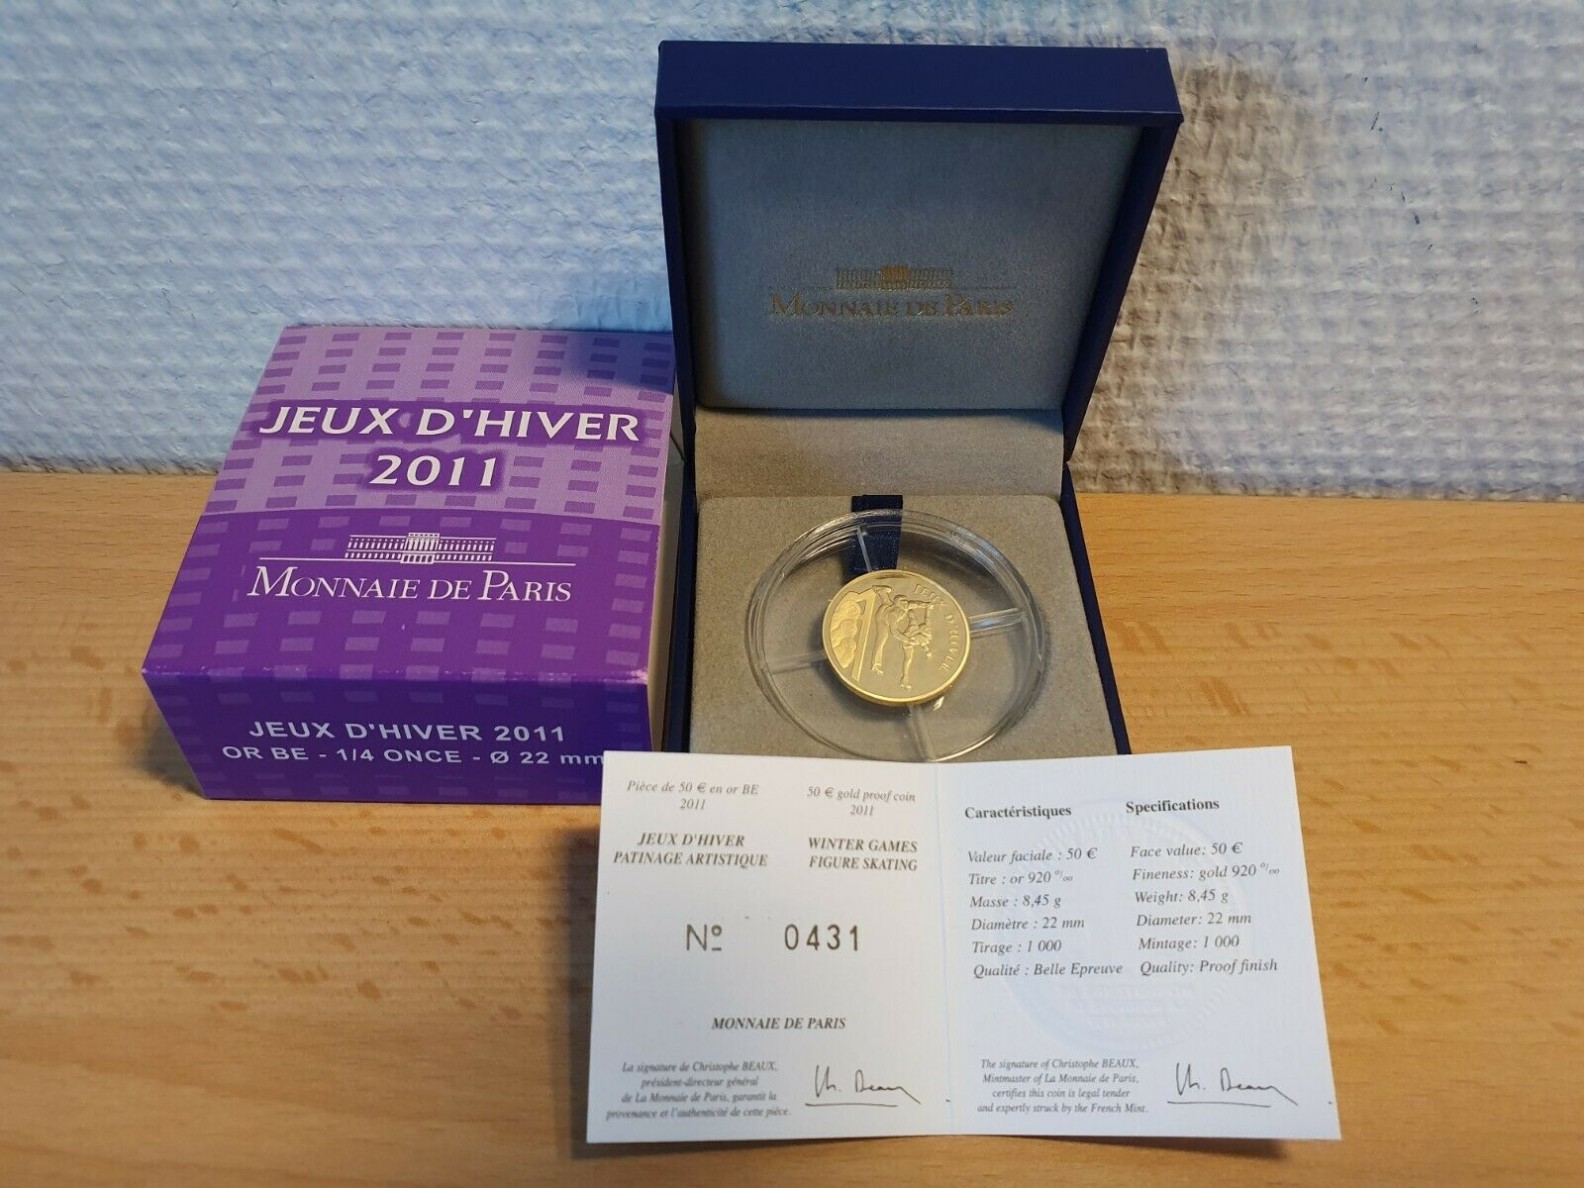 MONNAIE DE PARIS
JEUX D'HIVER
2011
MONNAIE DE PARIS
JEUX D'HIVER 2011
OR BE - 1/4 ONCE - Ø 22 mm
JEUX D'HIVER
Pièce de 50 € en or BE
2011
JEUX D'HIVER
PATINAGE ARTISTIQUE
50 € gold proof coin
2011
WINTER GAMES
FIGURE SKATING
Nº 0431
MONNAIE DE PARIS
La signature de Christophe BEAUX,
président-directeur général
de La Monnaie de Paris, garantit la
provenance et l'authenticité de cette pièce.
Ch. Beaux
Caractéristiques
Valeur faciale : 50 €
Titre : or 920 ‰
Masse : 8,45 g
Diamètre : 22 mm
Tirage : 1 000
Qualité : Belle Epreuve
Specifications
Face value: 50 €
Fineness: gold 920 ‰
Weight: 8,45 g
Diameter: 22 mm
Mintage: 1 000
Quality: Proof finish
The signature of Christophe BEAUX,
Mintmaster of La Monnaie de Paris,
certifies this coin is legal tender
and expertly struck by the French Mint.
Ch. Beaux